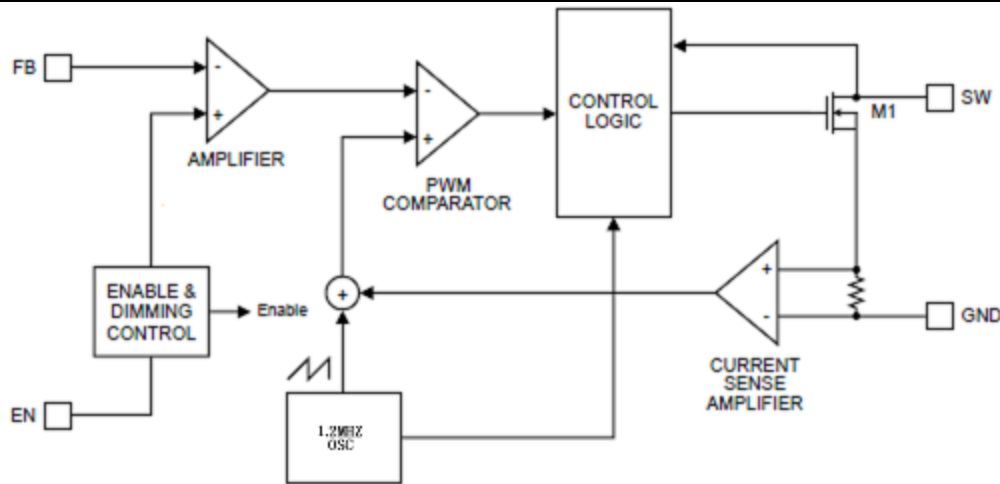 FB
-
+
AMPLIFIER
-
+
PWM
COMPARATOR
CONTROL
LOGIC
M1
SW
ENABLE &
DIMMING
CONTROL
Enable
+
+
-
GND
CURRENT
SENSE
AMPLIFIER
EN
1.2MHZ
OSC